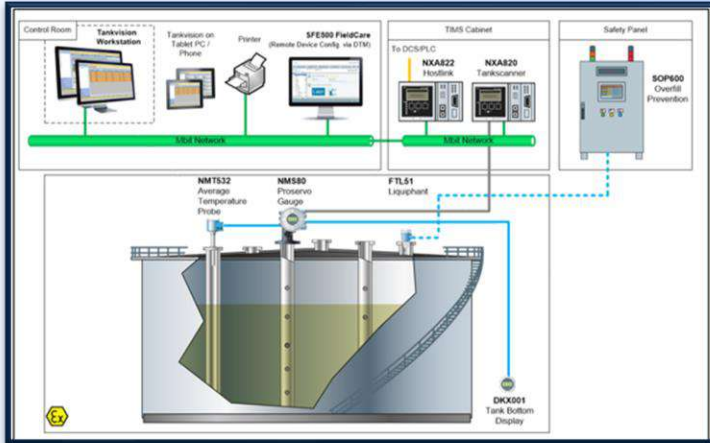 Control Room
Tankvision
Workstation
Tankvision on
Tablet PC /
Phone
Printer
SFE500 FieldCare
(Remote Device Config. via DTM)
Mbit Network
TIMS Cabinet
To DCS/PLC
NXA822
Hostlink
NXA820
Tankscanner
Mbit Network
Safety Panel
SOP600
Overfill
Prevention
NMT532
Average
Temperature
Probe
NMS80
Proservo
Gauge
FTL51
Liquiphant
DKX001
Tank Bottom
Display
Ex